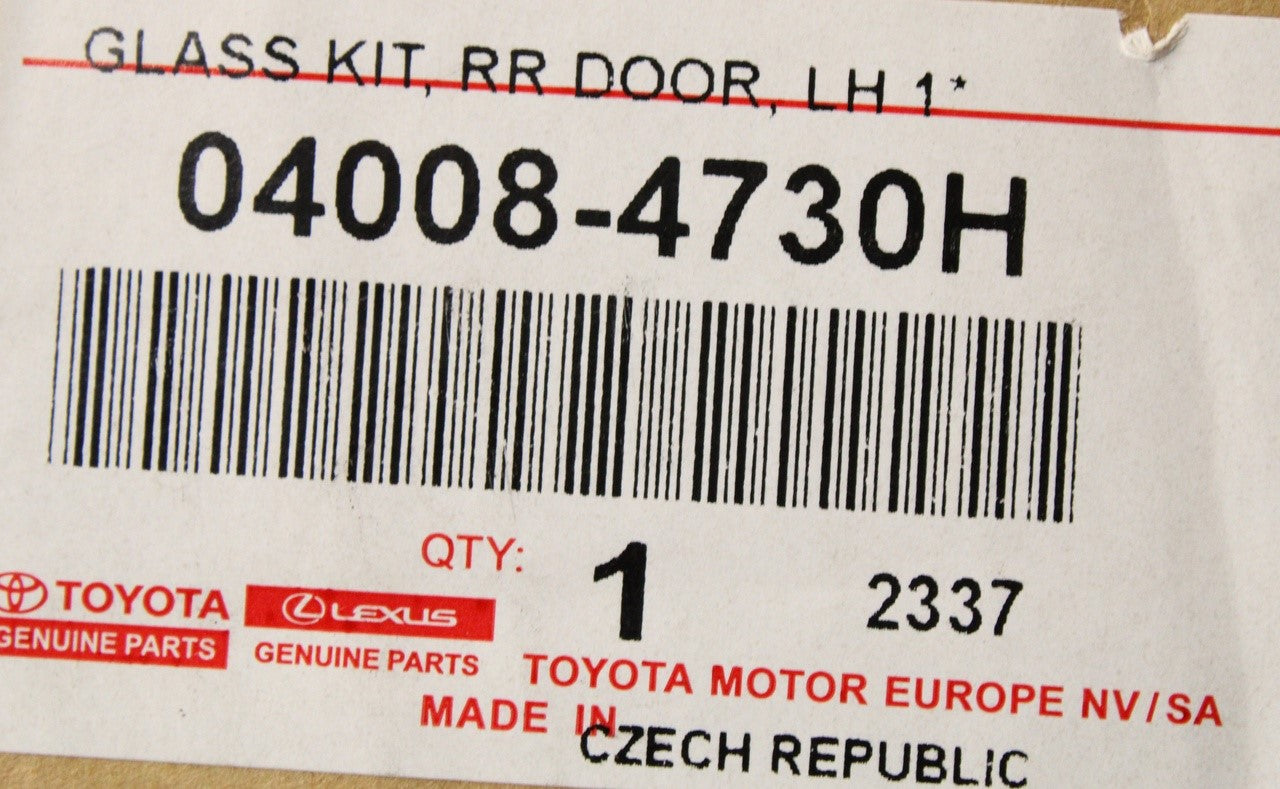 GLASS KIT, RR DOOR, LH 1*
04008-4730H
QTY: 1 2337
TOYOTA LEXUS
GENUINE PARTS GENUINE PARTS
TOYOTA MOTOR EUROPE NV/SA
MADE IN
CZECH REPUBLIC